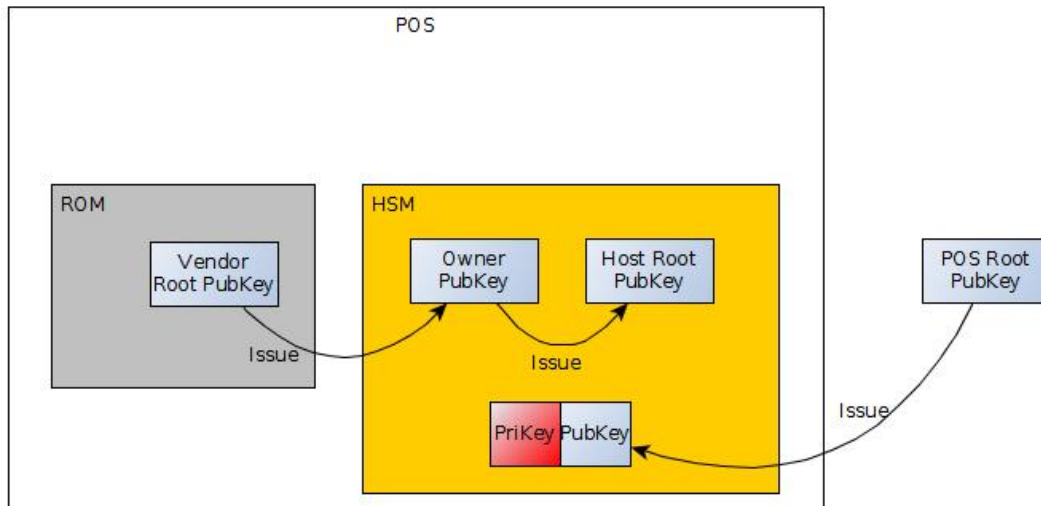 POS
ROM
HSM
Vendor
Root PubKey
Owner
PubKey
Host Root
PubKey
POS Root
PubKey
Issue
Issue
Issue
PriKey
PubKey